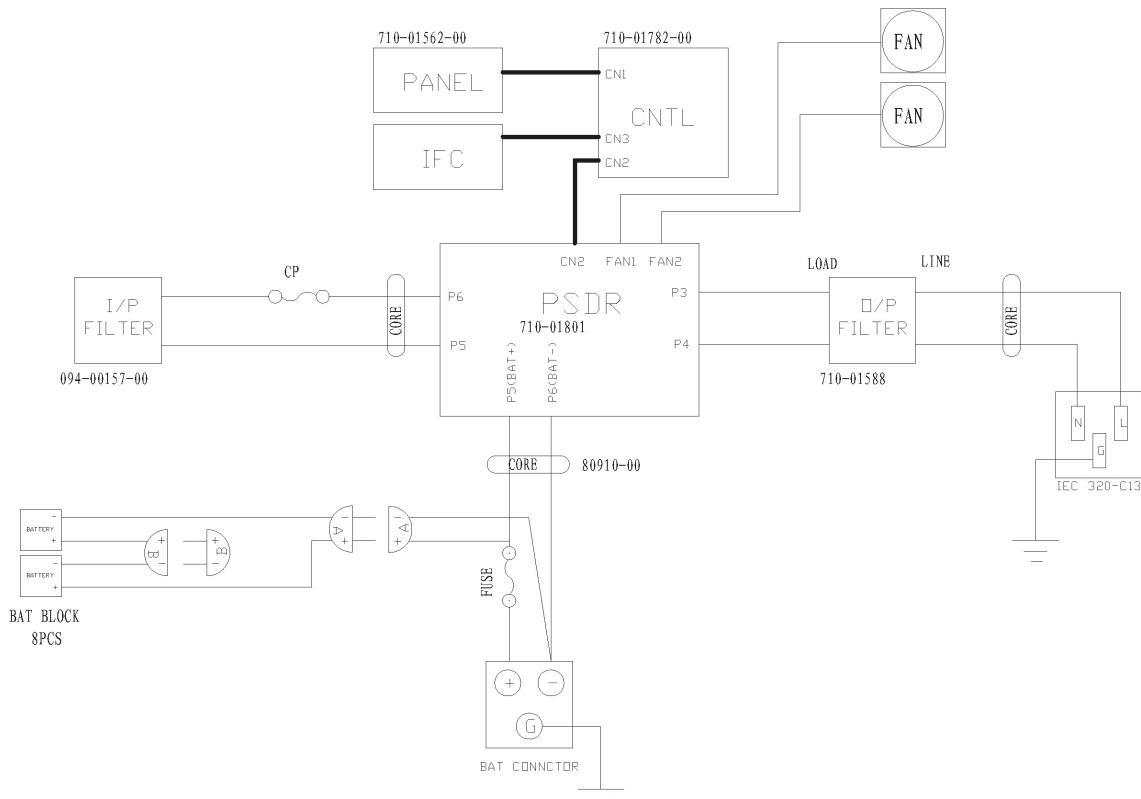 710-01562-00
710-01782-00
FAN
PANEL
CN1
CNTL
FAN
IFC
CN3
CN2
CN2
FAN1
FAN2
LOAD
LINE
CP
I/P
FILTER
CORE
P6
P5
PSDR
710-01801
P3
P4
O/P
FILTER
CORE
094-00157-00
710-01588
P5(BAT+)
P6(BAT-)
N
L
G
IEC 320-C13
CORE
80910-00
-
BATTERY
+
-
BATTERY
+
+
B
-
+
B
-
-
A
+
-
A
+
FUSE
BAT BLOCK
8PCS
+
-
G
BAT CONNCTOR